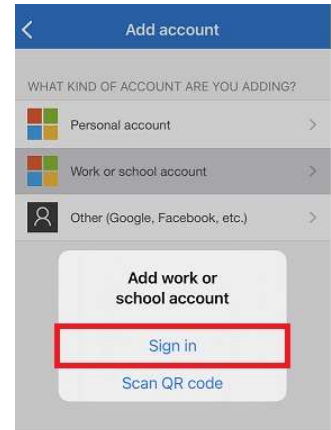 Add account
WHAT KIND OF ACCOUNT ARE YOU ADDING?
Personal account
Work or school account
Other (Google, Facebook, etc.)
Add work or
school account
Sign in
Scan QR code